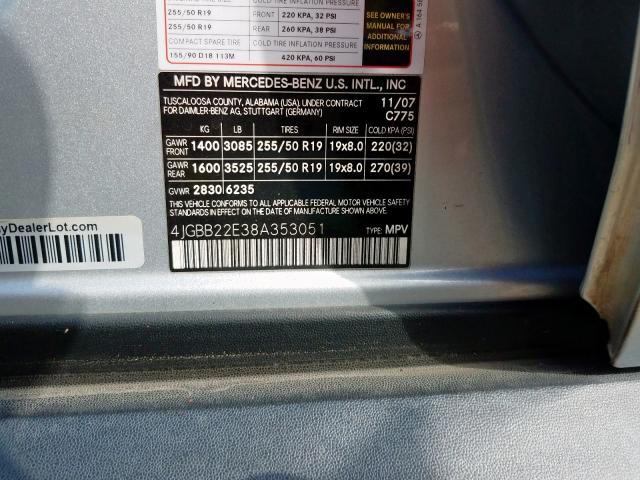 255/50 R19 FRONT 220 KPA, 32 PSI
255/50 R19 REAR 260 KPA, 38 PSI
COMPACT SPARE TIRE COLD TIRE INFLATION PRESSURE
155/90 D18 113M 420 KPA, 60 PSI
SEE OWNER'S
MANUAL FOR
ADDITIONAL
INFORMATION
A 164 58
MFD BY MERCEDES-BENZ U.S. INTL., INC
TUSCALOOSA COUNTY, ALABAMA (USA), UNDER CONTRACT 11/07
FOR DAIMLER-BENZ AG, STUTTGART (GERMANY) C775
KG LB TIRES RIM SIZE COLD KPA (PSI)
GAWR FRONT 1400 3085 255/50 R19 19x8.0 220(32)
GAWR REAR 1600 3525 255/50 R19 19x8.0 270(39)
GVWR 2830 6235
THIS VEHICLE CONFORMS TO ALL APPLICABLE FEDERAL MOTOR VEHICLE SAFETY
STANDARDS IN EFFECT ON THE DATE OF MANUFACTURE SHOWN ABOVE.
4JGBB22E38A353051 TYPE: MPV
yDealerLot.com